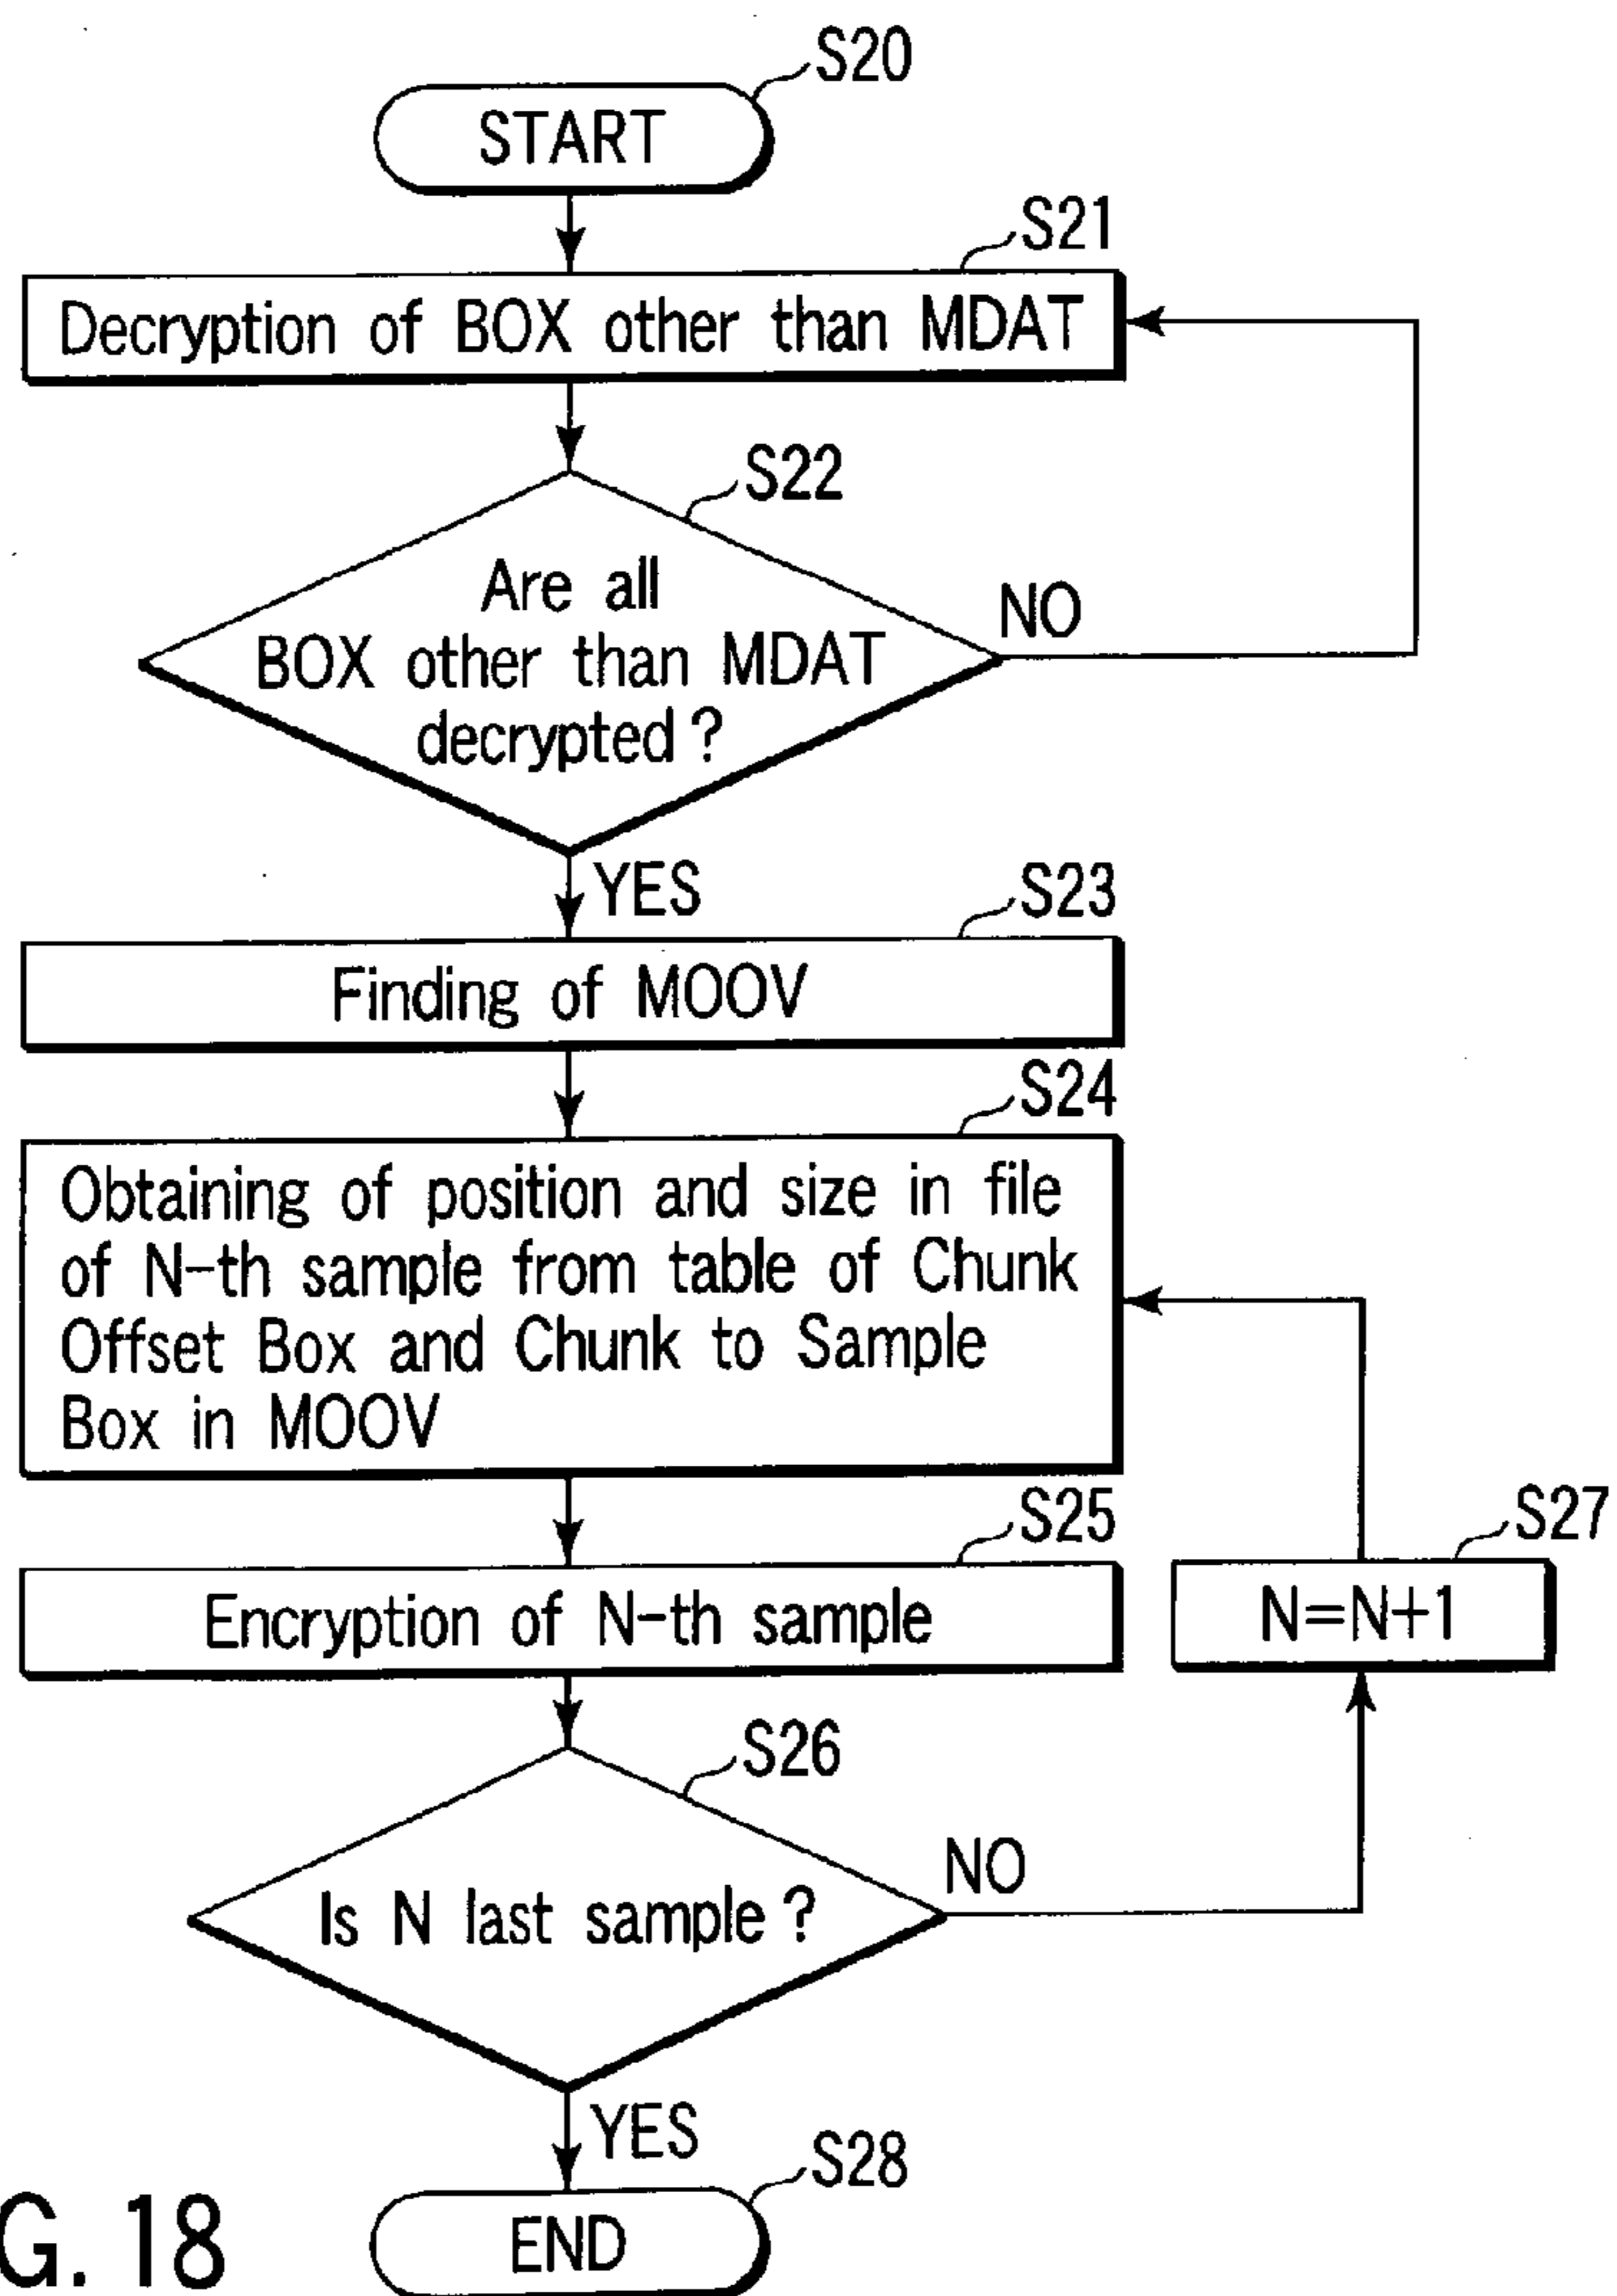 S20
START
S21
Decryption of BOX other than MDAT
S22
Are all
BOX other than MDAT
decrypted ?
NO
YES
S23
Finding of MOOV
S24
Obtaining of position and size in file
of N-th sample from table of Chunk
Offset Box and Chunk to Sample
Box in MOOV
S25
Encryption of N-th sample
S27
N=N+1
S26
Is N last sample ?
NO
YES
S28
END
G. 18